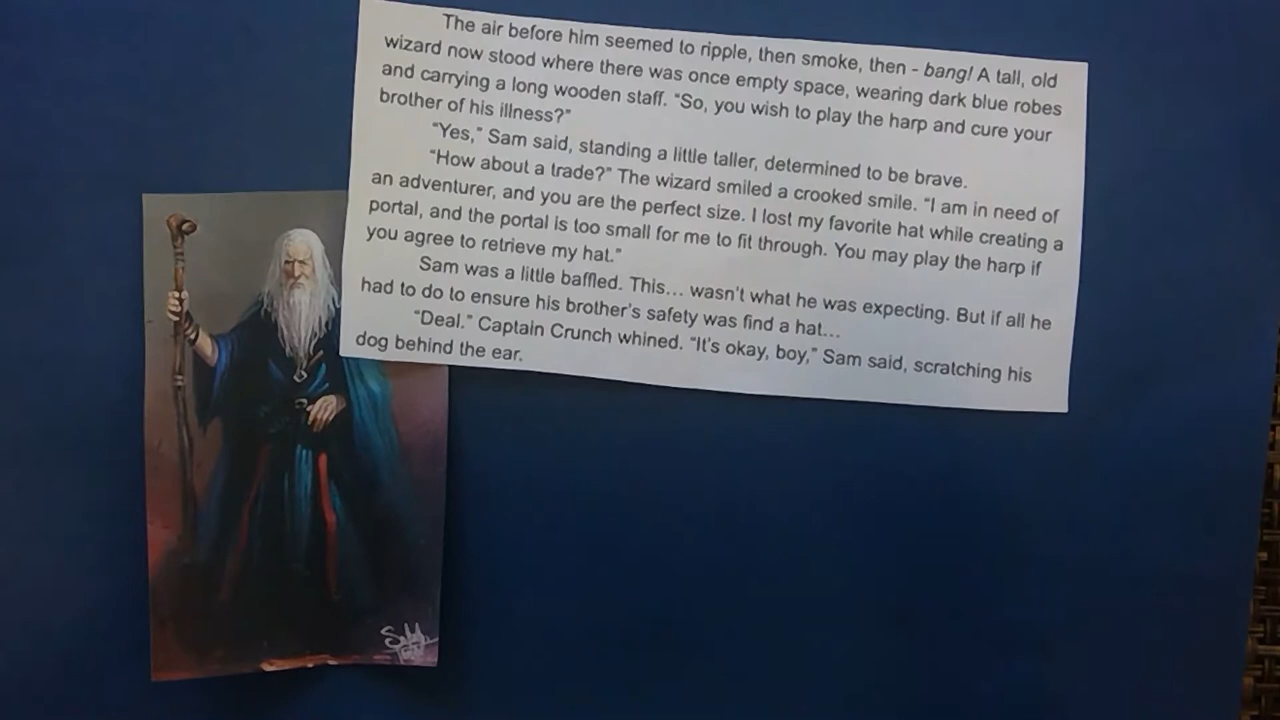 The air before him seemed to ripple, then smoke, then - bang! A tall, old
wizard now stood where there was once empty space, wearing dark blue robes
and carrying a long wooden staff. “So, you wish to play the harp and cure your
brother of his illness?”
“Yes,” Sam said, standing a little taller, determined to be brave.
“How about a trade?” The wizard smiled a crooked smile. “I am in need of
an adventurer, and you are the perfect size. I lost my favorite hat while creating a
portal, and the portal is too small for me to fit through. You may play the harp if
you agree to retrieve my hat.”
Sam was a little baffled. This… wasn’t what he was expecting. But if all he
had to do to ensure his brother’s safety was find a hat…
“Deal.” Captain Crunch whined. “It’s okay, boy,” Sam said, scratching his
dog behind the ear.